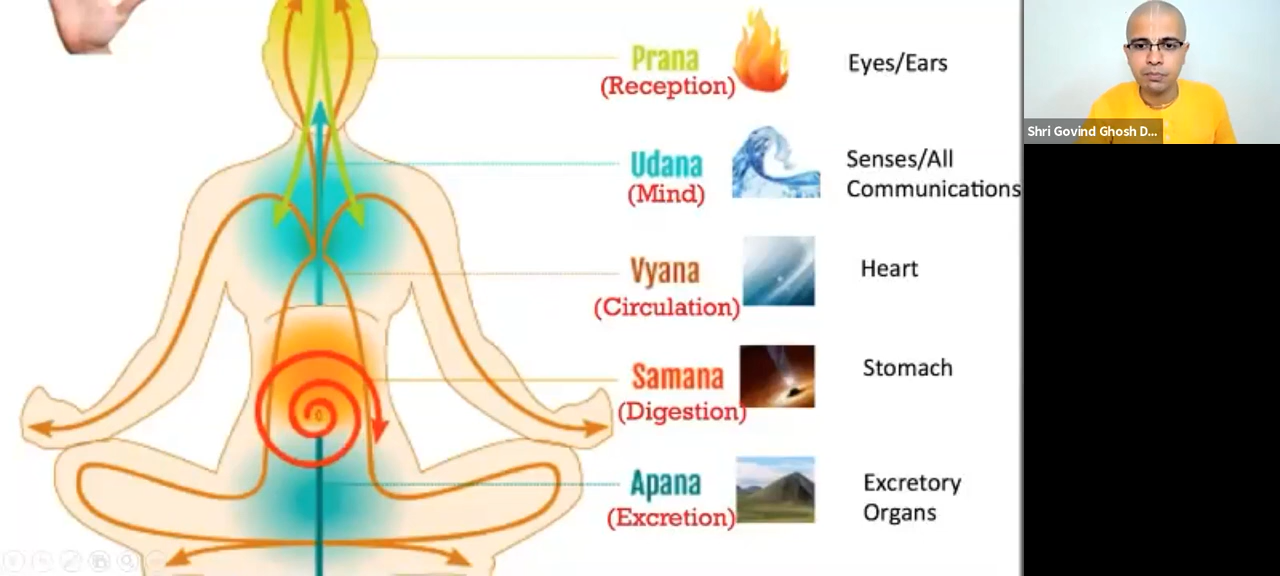 Prana
(Reception)
Eyes/Ears
Udana
(Mind)
Senses/All
Communications
Vyana
(Circulation)
Heart
Samana
(Digestion)
Stomach
Apana
(Excretion)
Excretory
Organs
Shri Govind Ghosh D...